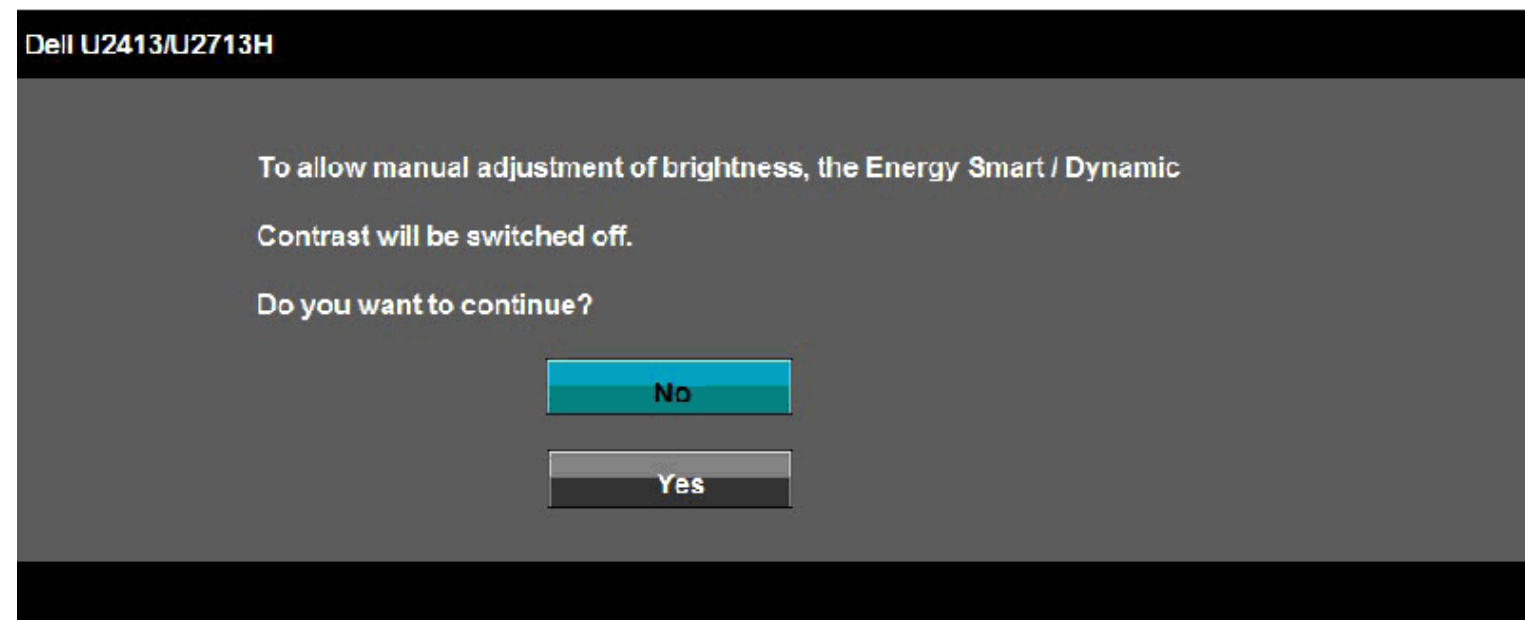 Dell U2413/U2713H
To allow manual adjustment of brightness, the Energy Smart / Dynamic
Contrast will be switched off.
Do you want to continue?
No
Yes